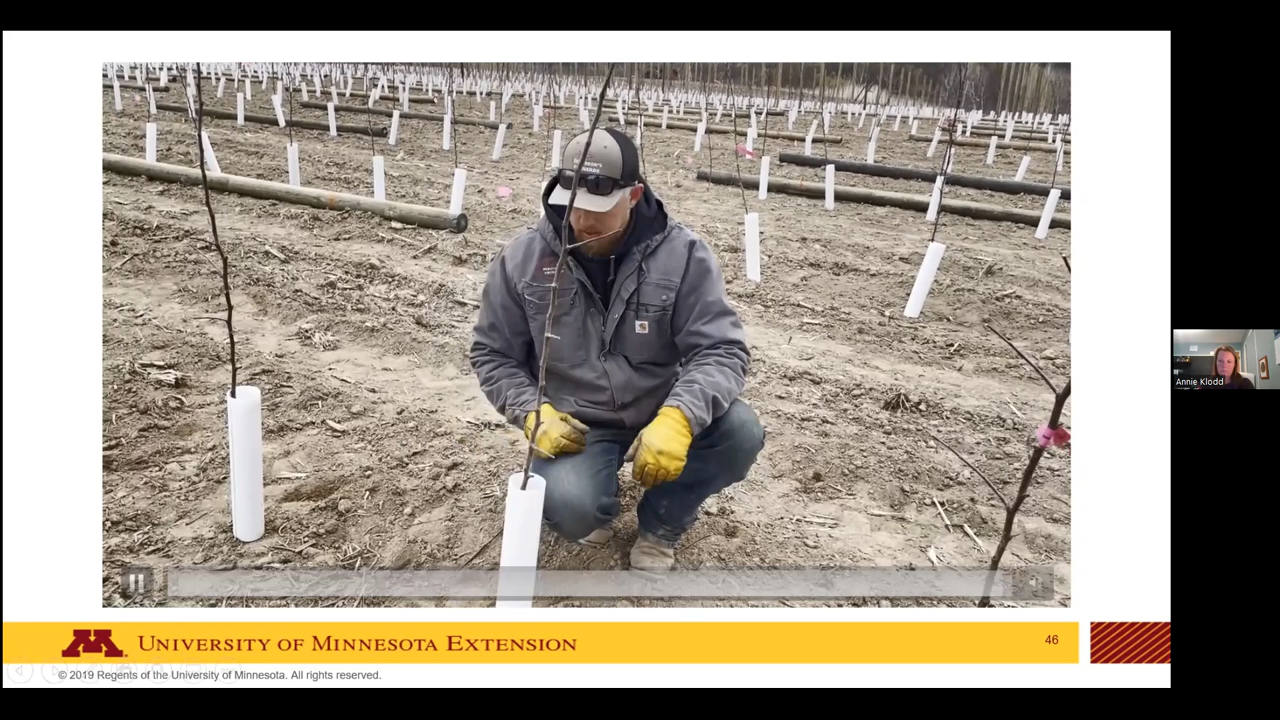 Annie Klodd
M
UNIVERSITY OF MINNESOTA EXTENSION
46
© 2019 Regents of the University of Minnesota. All rights reserved.